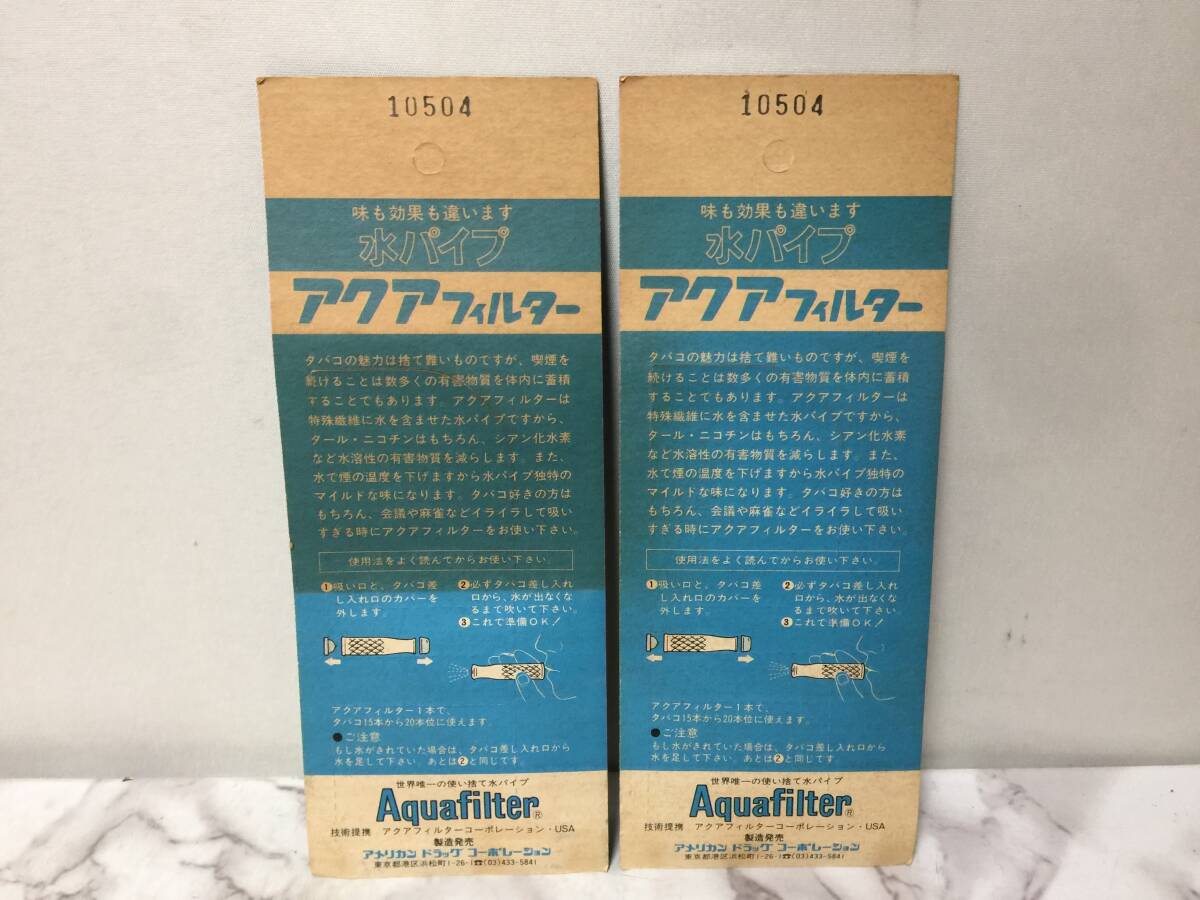 10504
味も効果も違います
水パイプ
アクアフィルター
タバコの魅力は捨て難いものですが、喫煙を
続けることは数多くの有害物質を体内に蓄積
することでもあります。アクアフィルターは
特殊繊維に水を含ませた水パイプですから、
タール・ニコチンはもちろん、シアン化水素
など水溶性の有害物質を減らします。また、
水で煙の温度を下げますから水パイプ独特の
マイルドな味になります。タバコ好きの方は
もちろん、会議や麻雀などイライラして吸い
すぎる時にアクアフィルターをお使い下さい。
使用法をよく読んでからお使い下さい。
①吸い口と、タバコ差
し入れ口のカバーを
外します。
②必ずタバコ差し入れ
口から、水が出なくな
るまで吹いて下さい。
③これで準備OK!
アクアフィルター1本で、
タバコ15本から20本位に使えます。
●ご注意
もし水がきれていた場合は、タバコ差し入れ口から
水を足して下さい。あとは②と同じです。
世界唯一の使い捨て水パイプ
Aquafilter®
技術提携 アクアフィルターコーポレーション・USA
製造発売
アメリカン ドラッグ コーポレーション
東京都港区浜松町1-26-1☎(03)433-5841
10504
味も効果も違います
水パイプ
アクアフィルター
タバコの魅力は捨て難いものですが、喫煙を
続けることは数多くの有害物質を体内に蓄積
することでもあります。アクアフィルターは
特殊繊維に水を含ませた水パイプですから、
タール・ニコチンはもちろん、シアン化水素
など水溶性の有害物質を減らします。また、
水で煙の温度を下げますから水パイプ独特の
マイルドな味になります。タバコ好きの方は
もちろん、会議や麻雀などイライラして吸い
すぎる時にアクアフィルターをお使い下さい。
使用法をよく読んでからお使い下さい。
①吸い口と、タバコ差
し入れ口のカバーを
外します。
②必ずタバコ差し入れ
口から、水が出なくな
るまで吹いて下さい。
③これで準備OK!
アクアフィルター1本で、
タバコ15本から20本位に使えます。
●ご注意
もし水がきれていた場合は、タバコ差し入れ口から
水を足して下さい。あとは②と同じです。
世界唯一の使い捨て水パイプ
Aquafilter®
技術提携 アクアフィルターコーポレーション・USA
製造発売
アメリカン ドラッグ コーポレーション
東京都港区浜松町1-26-1☎(03)433-5841